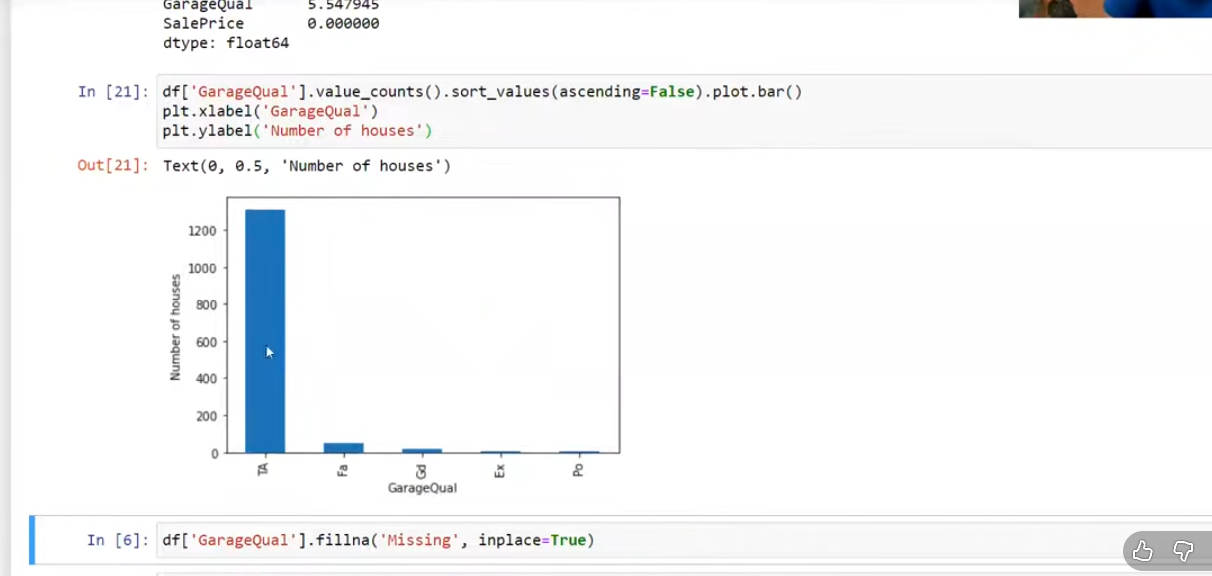 GarageQual 5.547945
SalePrice 0.000000
dtype: float64
In [21]: df['GarageQual'].value_counts().sort_values(ascending=False).plot.bar()
plt.xlabel('GarageQual')
plt.ylabel('Number of houses')
Out[21]: Text(0, 0.5, 'Number of houses')
Number of houses
1200
1000
800
600
400
200
0
TA Fa Gd Ex Po
GarageQual
In [6]: df['GarageQual'].fillna('Missing', inplace=True)